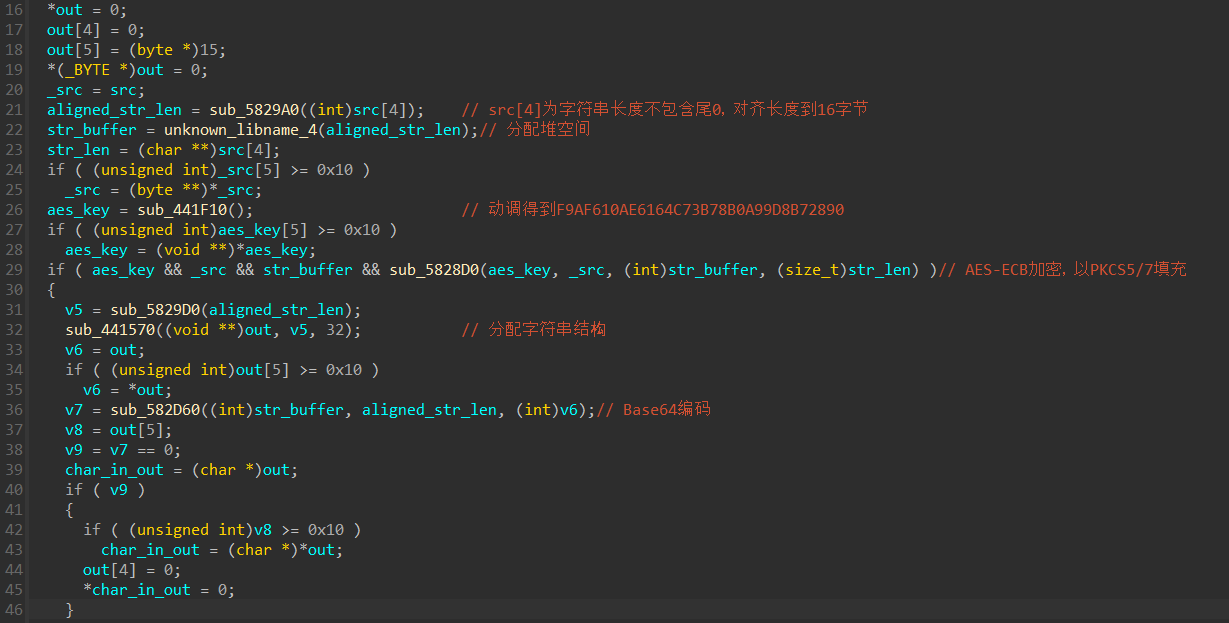 16 *out = 0;
17 out[4] = 0;
18 out[5] = (byte *)15;
19 *(_BYTE *)out = 0;
20 _src = src;
21 aligned_str_len = sub_5829A0((int)src[4]);    // src[4]为字符串长度不包含尾0, 对齐长度到16字节
22 str_buffer = unknown_libname_4(aligned_str_len);// 分配堆空间
23 str_len = (char **)src[4];
24 if ( (unsigned int)_src[5] >= 0x10 )
25   _src = (byte **)*_src;
26 aes_key = sub_441F10();                       // 动调得到F9AF610AE6164C73B78B0A99D8B72890
27 if ( (unsigned int)aes_key[5] >= 0x10 )
28   aes_key = (void **)*aes_key;
29 if ( aes_key && _src && str_buffer && sub_5828D0(aes_key, _src, (int)str_buffer, (size_t)str_len) )// AES-ECB加密, 以PKCS5/7填充
30 {
31   v5 = sub_5829D0(aligned_str_len);
32   sub_441570((void **)out, v5, 32);           // 分配字符串结构
33   v6 = out;
34   if ( (unsigned int)out[5] >= 0x10 )
35     v6 = *out;
36   v7 = sub_582D60((int)str_buffer, aligned_str_len, (int)v6);// Base64编码
37   v8 = out[5];
38   v9 = v7 == 0;
39   char_in_out = (char *)out;
40   if ( v9 )
41   {
42     if ( (unsigned int)v8 >= 0x10 )
43       char_in_out = (char *)*out;
44     out[4] = 0;
45     *char_in_out = 0;
46   }